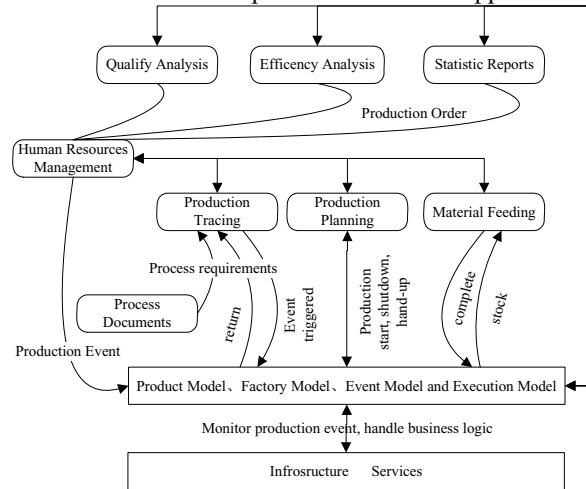 Qualify Analysis
Efficency Analysis
Statistic Reports
Production Order
Human Resources
Management
Production
Tracing
Production
Planning
Material Feeding
Process requirements
Process
Documents
return
Event
triggered
Production
start, shutdown,
hand-up
complete
stock
Production Event
Product Model、Factory Model、Event Model and Execution Model
Monitor production event, handle business logic
Infrosructure Services